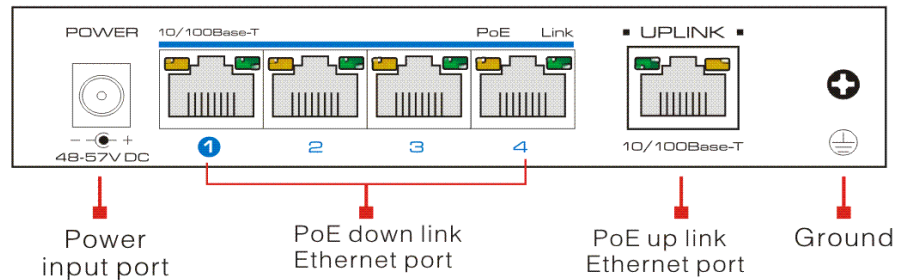 POWER
10/100Base-T
PoE Link
▪ UPLINK ▪
- +
48-57V DC
1 2 3 4
10/100Base-T
Power
input port
PoE down link
Ethernet port
PoE up link
Ethernet port
Ground